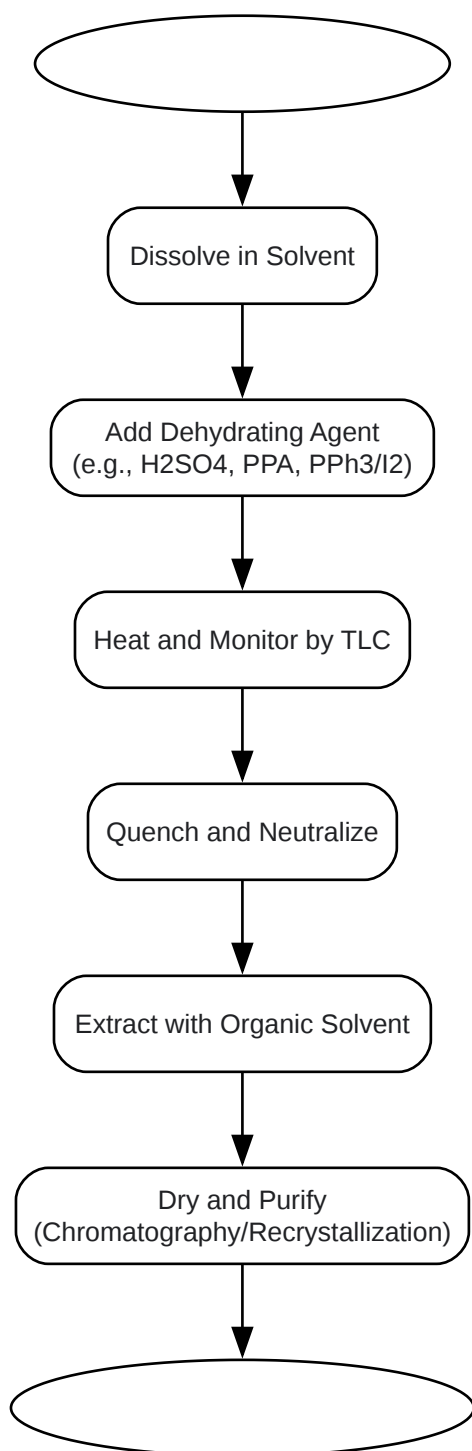 Dissolve in Solvent
Add Dehydrating Agent
(e.g., H2SO4, PPA, PPh3/I2)
Heat and Monitor by TLC
Quench and Neutralize
Extract with Organic Solvent
Dry and Purify
(Chromatography/Recrystallization)